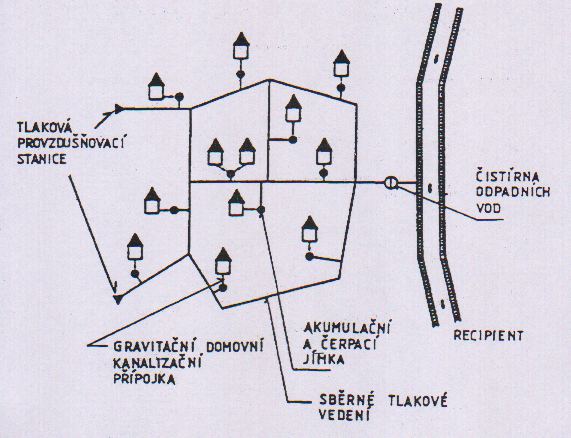 TLAKOVÁ
PROVZDUŠŇOVACÍ
STANICE
ČISTÍRNA
ODPADNÍCH
VOD
RECIPIENT
GRAVITAČNÍ DOMOVNÍ
KANALIZAČNÍ
PŘÍPOJKA
AKUMULAČNÍ
A ČERPACÍ
JÍMKA
SBĚRNÉ TLAKOVÉ
VEDENÍ